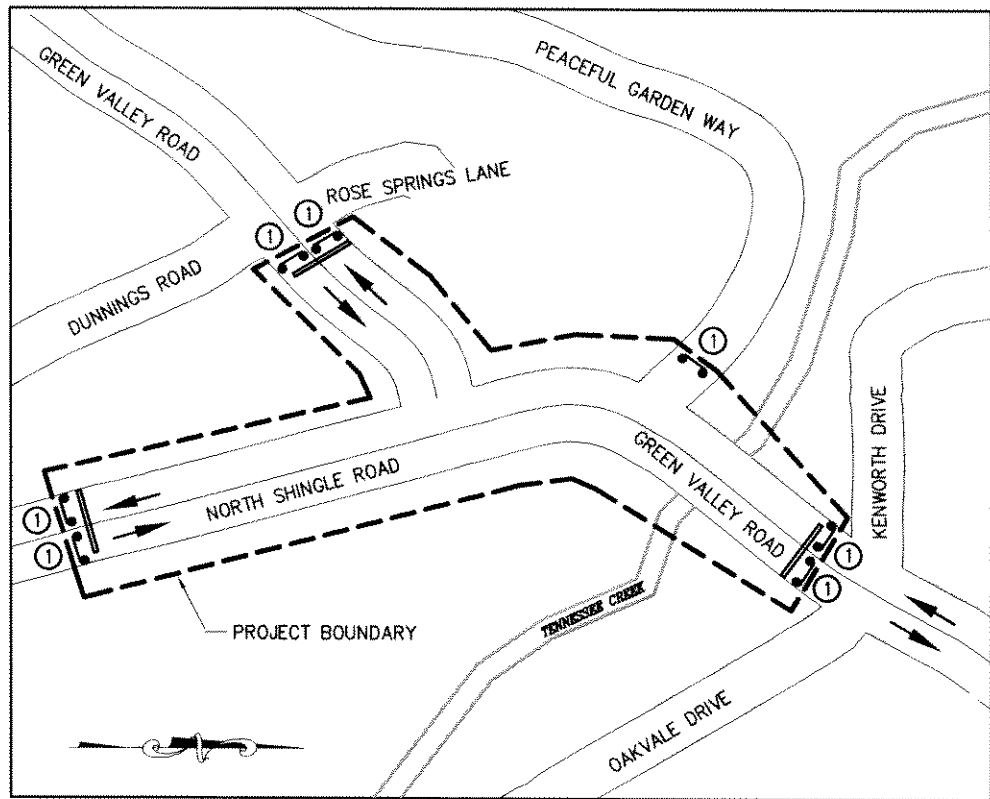 GREEN VALLEY ROAD
PEACEFUL GARDEN WAY
1
1
ROSE SPRINGS LANE
DUNNINGS ROAD
1
KENWORTH DRIVE
GREEN VALLEY ROAD
NORTH SHINGLE ROAD
1
1
1
1
PROJECT BOUNDARY
TENNESSEE CREEK
OAKVALE DRIVE